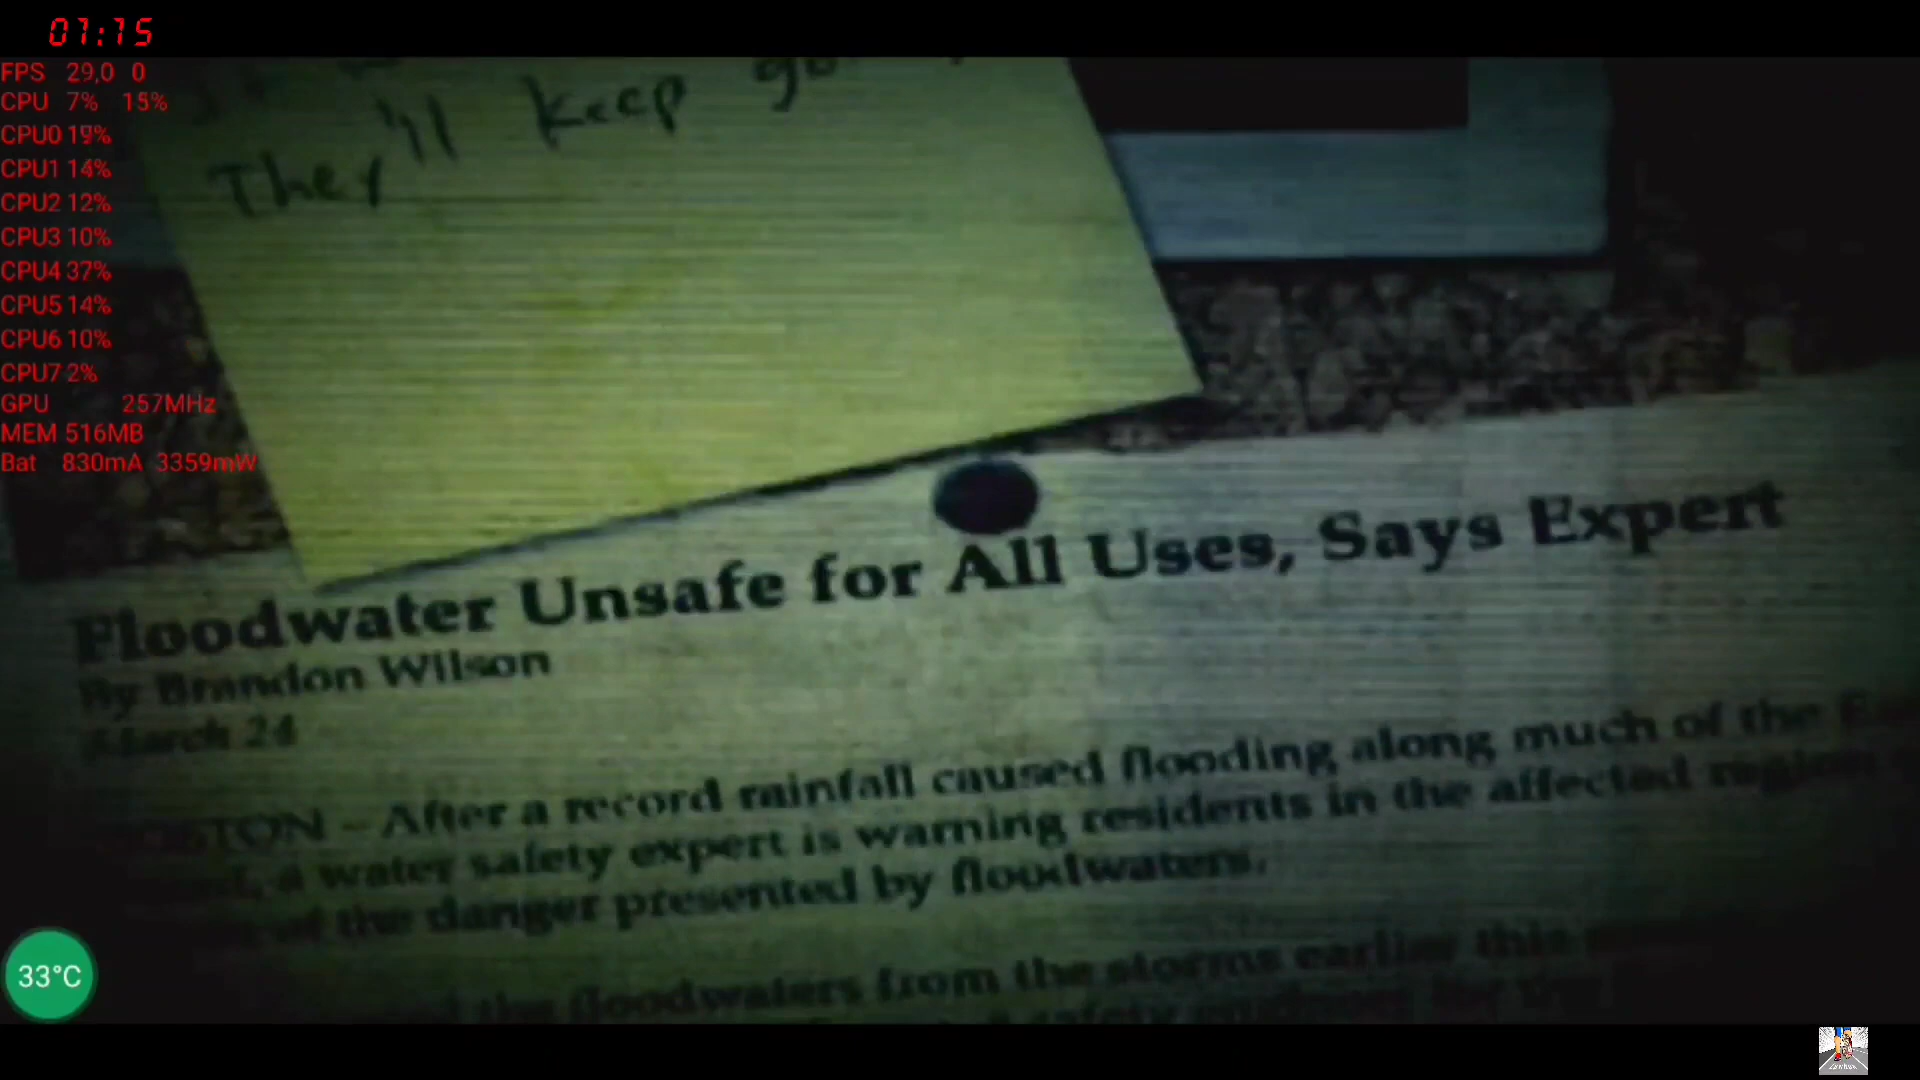 01:15
FPS 29,0 0
CPU 7% 15%
CPU0 19%
CPU1 14%
CPU2 12%
CPU3 10%
CPU4 37%
CPU5 14%
CPU6 10%
CPU7 2%
GPU 257MHz
MEM 516MB
Bat 830mA 3359mW
They'll keep
Floodwater Unsafe for All Uses, Says Expert
By Brandon Wilson
March 24
After a record rainfall caused flooding along much of the
a water safety expert is warning residents in the affected region
of the danger presented by floodwaters.
the floodwaters from the storms earlier this
safety
33°C